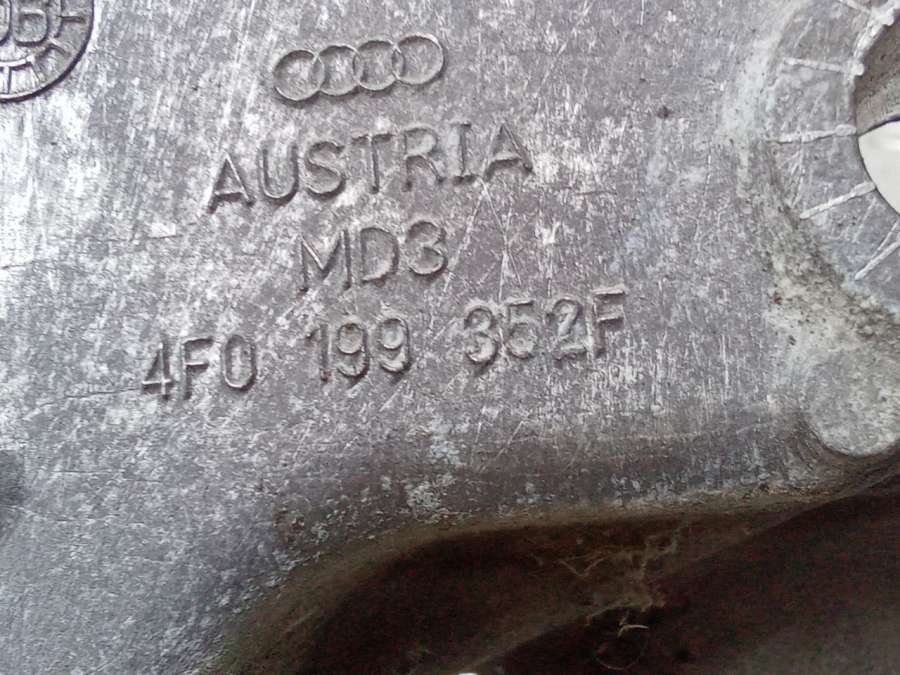 AUSTRIA
MD3
4F0 199 352F